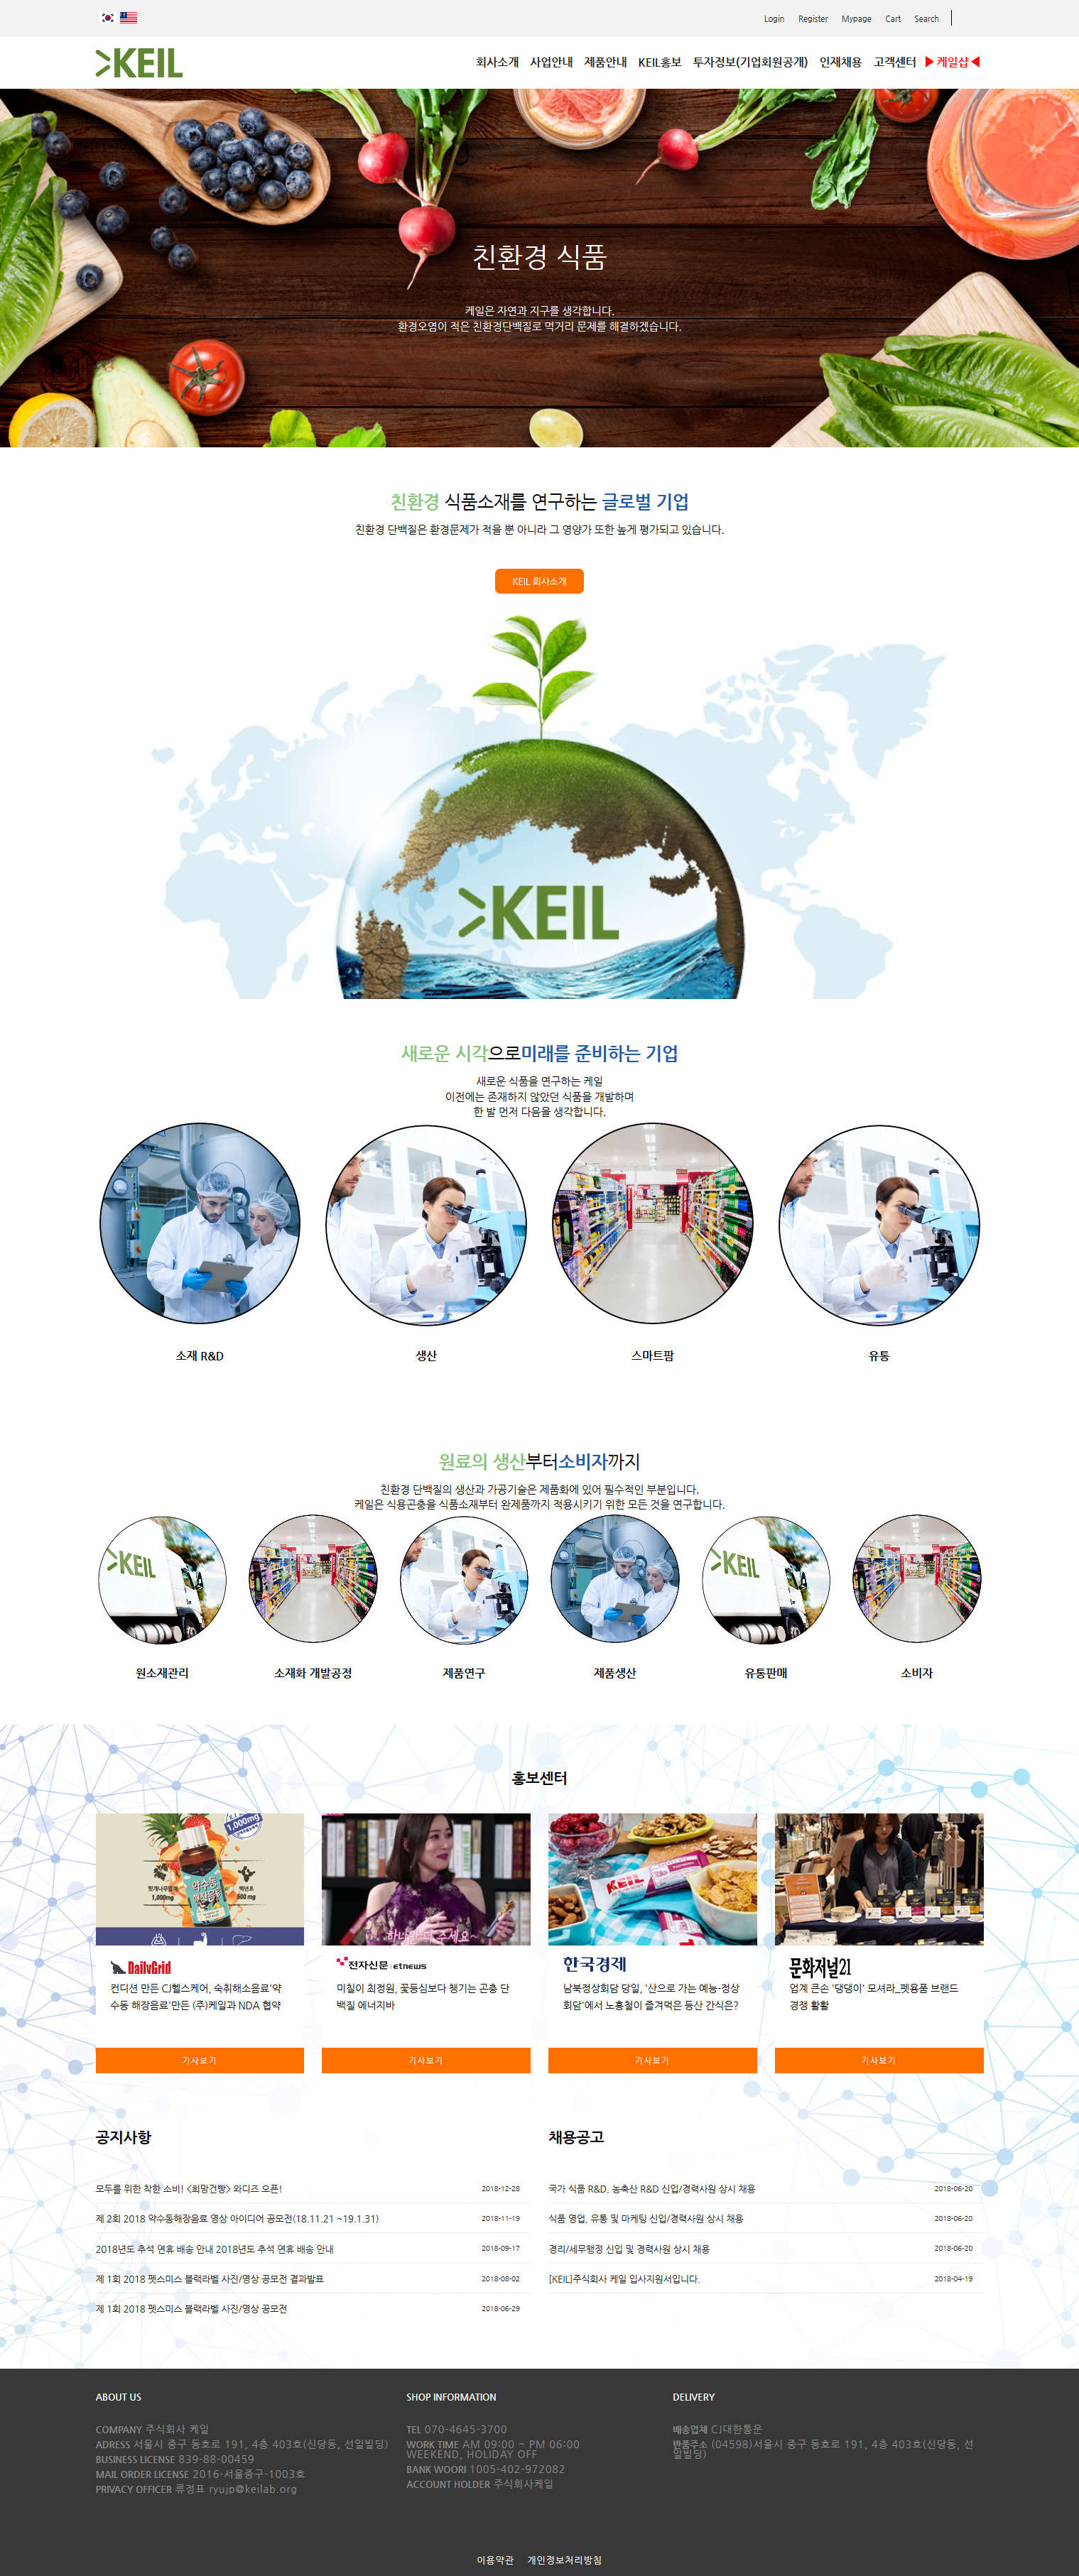 Login Register Mypage Cart Search
KEIL
회사소개 사업안내 제품안내 KEIL홍보 투자정보(기업회원공개) 인재채용 고객센터 ▶케일샵◀
친환경 식품
케일은 자연과 지구를 생각합니다.
환경오염이 적은 친환경단백질로 먹거리 문제를 해결하겠습니다.
친환경 식품소재를 연구하는 글로벌 기업
친환경 단백질은 환경문제가 적을 뿐 아니라 그 영양가 또한 높게 평가되고 있습니다.
KEIL 회사소개
KEIL
새로운 시각으로미래를 준비하는 기업
새로운 식품을 연구하는 케일
이전에는 존재하지 않았던 식품을 개발하며
한 발 먼저 다음을 생각합니다.
소재 R&D 생산 스마트팜 유통
원료의 생산부터소비자까지
친환경 단백질의 생산과 가공기술은 제품화에 있어 필수적인 부분입니다.
케일은 식용곤충을 식품소재부터 완제품까지 적용시키기 위한 모든 것을 연구합니다.
KEIL KEIL
원소재관리 소재화 개발공정 제품연구 제품생산 유통판매 소비자
홍보센터
1,000mg
1,000mg 500 mg
하나만 더 주세요
KEIL
DailyGrid
컨디션 만든 CJ헬스케어, 숙취해소음료'약
수동 해장음료'만든 (주)케일과 NDA 협약
기사보기
전자신문 etnews
미칠이 최정원, 꽃등심보다 챙기는 곤충 단
백질 에너지바
기사보기
한국경제
남북정상회담 당일, '산으로 가는 예능-정상
회담'에서 노홍철이 즐겨먹은 등산 간식은?
기사보기
문화저널21
업계 큰손 '댕댕이' 모셔라_펫용품 브랜드
경쟁 활활
기사보기
공지사항
모두를 위한 착한 소비! <희망건빵> 와디즈 오픈! 2018-12-28
제 2회 2018 약수동해장음료 영상 아이디어 공모전(18.11.21 ~19.1.31) 2018-11-19
2018년도 추석 연휴 배송 안내 2018년도 추석 연휴 배송 안내 2018-09-17
제 1회 2018 펫스미스 블랙라벨 사진/영상 공모전 결과발표 2018-08-02
제 1회 2018 펫스미스 블랙라벨 사진/영상 공모전 2018-06-29
채용공고
국가 식품 R&D, 농축산 R&D 신입/경력사원 상시 채용 2018-06-20
식품 영업, 유통 및 마케팅 신입/경력사원 상시 채용 2018-06-20
경리/세무행정 신입 및 경력사원 상시 채용 2018-06-20
[KEIL]주식회사 케일 입사지원서입니다. 2018-04-19
ABOUT US
COMPANY 주식회사 케일
ADRESS 서울시 중구 동호로 191, 4층 403호(신당동, 선일빌딩)
BUSINESS LICENSE 839-88-00459
MAIL ORDER LICENSE 2016-서울중구-1003호
PRIVACY OFFICER 류정표 ryujp@keilab.org
SHOP INFORMATION
TEL 070-4645-3700
WORK TIME AM 09:00 ~ PM 06:00
WEEKEND, HOLIDAY OFF
BANK WOORI 1005-402-972082
ACCOUNT HOLDER 주식회사케일
DELIVERY
배송업체 CJ대한통운
반품주소 (04598)서울시 중구 동호로 191, 4층 403호(신당동, 선
일빌딩)
이용약관 개인정보처리방침